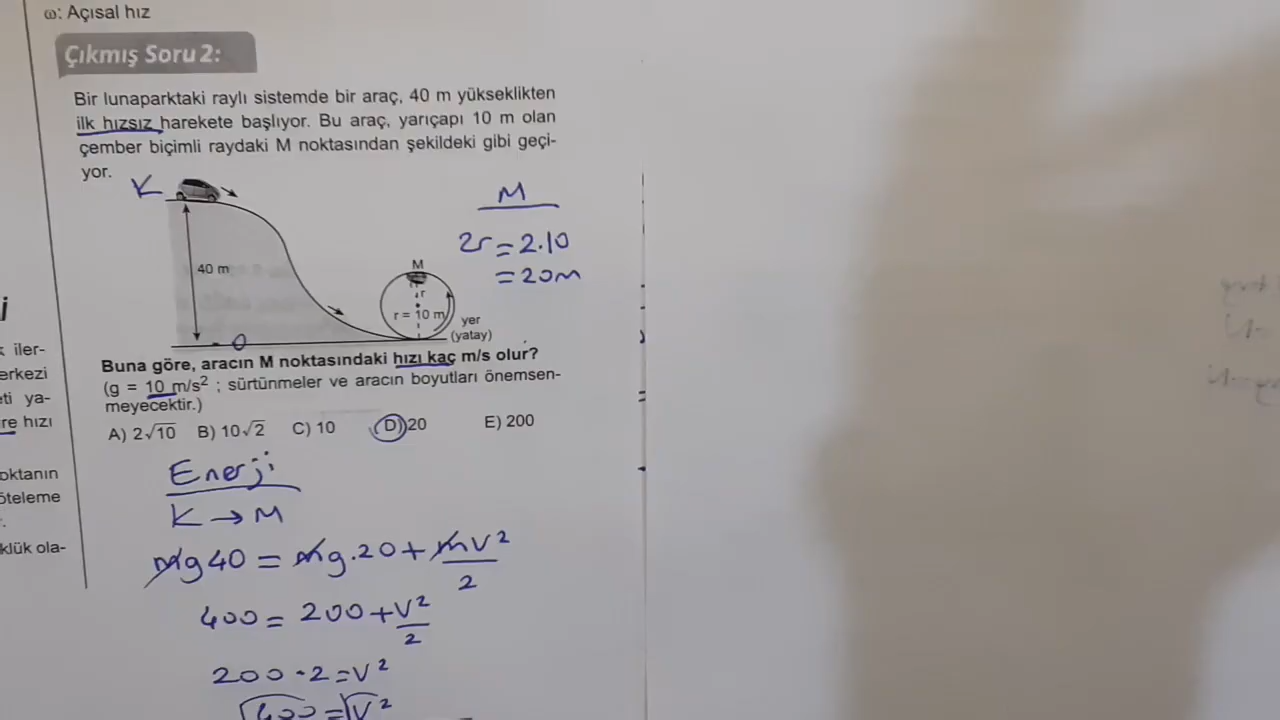 ω: Açısal hız
Çıkmış Soru 2:
Bir lunaparktaki raylı sistemde bir araç, 40 m yükseklikten
ilk hızsız harekete başlıyor. Bu araç, yarıçapı 10 m olan
çember biçimli raydaki M noktasından şekildeki gibi geçi-
yor.
K
M
2r = 2.10
= 20m
40 m
M
r
r = 10 m
yer
(yatay)
Buna göre, aracın M noktasındaki hızı kaç m/s olur?
(g = 10 m/s² ; sürtünmeler ve aracın boyutları önemsen-
meyecektir.)
A) 2√10 B) 10√2 C) 10 D) 20 E) 200
Enerji
K → M
mg40 = mg.20 + mv²/2
400 = 200 + v²/2
200.2 = v²
√400 = √v²
k iler-
erkezi
eti ya-
re hızı
oktanın
öteleme
klük ola-